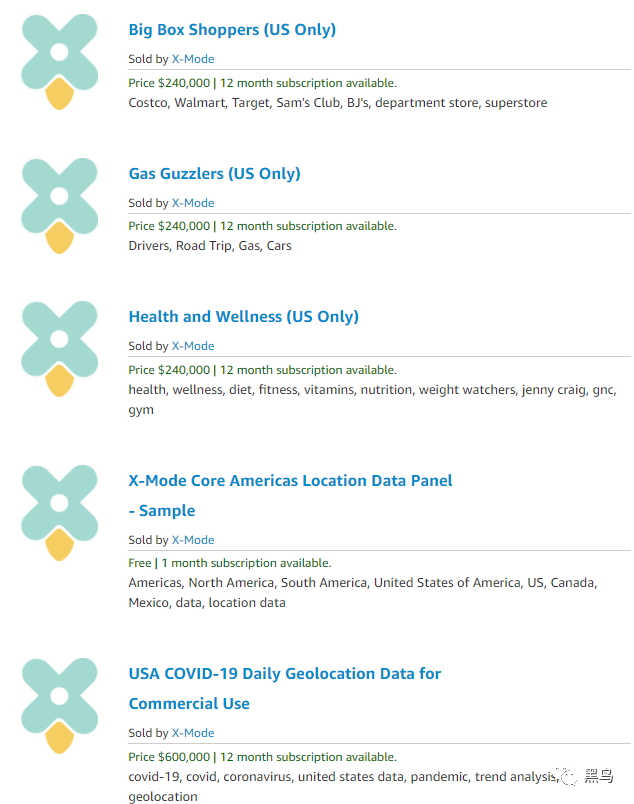 Big Box Shoppers (US Only)
Sold by X-Mode
Price $240,000 | 12 month subscription available.
Costco, Walmart, Target, Sam's Club, BJ's, department store, superstore
Gas Guzzlers (US Only)
Sold by X-Mode
Price $240,000 | 12 month subscription available.
Drivers, Road Trip, Gas, Cars
Health and Wellness (US Only)
Sold by X-Mode
Price $240,000 | 12 month subscription available.
health, wellness, diet, fitness, vitamins, nutrition, weight watchers, jenny craig, gnc,
gym
X-Mode Core Americas Location Data Panel
- Sample
Sold by X-Mode
Free | 1 month subscription available.
Americas, North America, South America, United States of America, US, Canada,
Mexico, data, location data
USA COVID-19 Daily Geolocation Data for
Commercial Use
Sold by X-Mode
Price $600,000 | 12 month subscription available.
covid-19, covid, coronavirus, united states data, pandemic, trend analysis,
geolocation
黑鸟